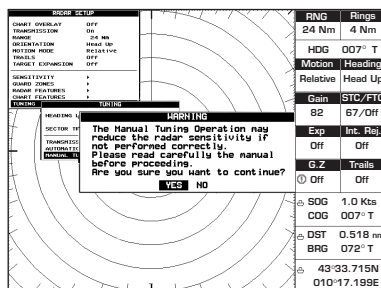 RADAR SETUP
CHART OVERLAY Off
TRANSMISSION On
RANGE 24 Nm
ORIENTATION Head Up
MOTION MODE Relative
TRAILS Off
TARGET EXPANSION Off
SENSITIVITY
GUARD ZONES
RADAR FEATURES
CHART FEATURES
TUNING
TUNING
HEADING
SECTOR
TRANSMISS
AUTOMATIC
MANUAL
WARNING
The Manual Tuning Operation may
reduce the radar sensitivity if
not performed correctly.
Please read carefully the manual
before proceeding.
Are you sure you want to continue?
YES NO
RNG Rings
24 Nm 4 Nm
HDG 007° T
Motion Heading
Relative Head Up
Gain STC/FTC
82 67/Off
Exp Int. Rej.
Off Off
G.Z Trails
Off Off
SOG 1.0 Kts
COG 007° T
DST 0.518 nm
BRG 072° T
43°33.715N
010°17.199E